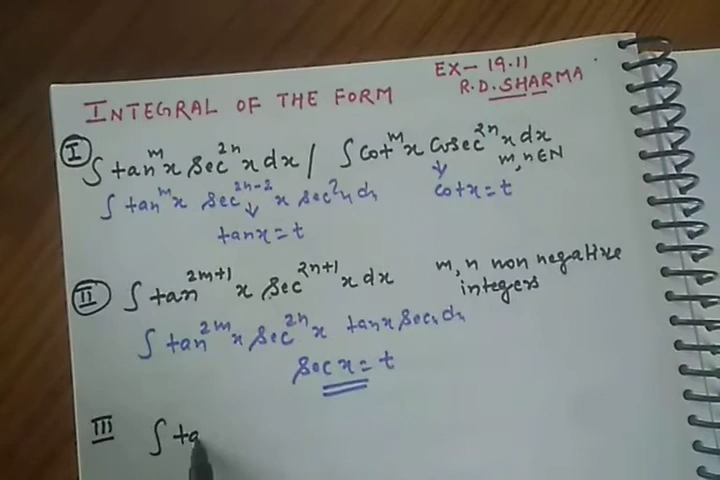 EX- 19.11
R.D. SHARMA
INTEGRAL OF THE FORM
I ∫ tan^m x sec^2n x dx / ∫ cot^m x cosec^2n x dx
m, n ∈ N
∫ tan^m x sec^2n-2 x sec^2 x dx
↓ cot x = t
↓ tan x = t
II ∫ tan^2m+1 x sec^2n+1 x dx m, n non negative
integers
∫ tan^2m x sec^2n x tan x sec x dx
sec x = t
III ∫ ta